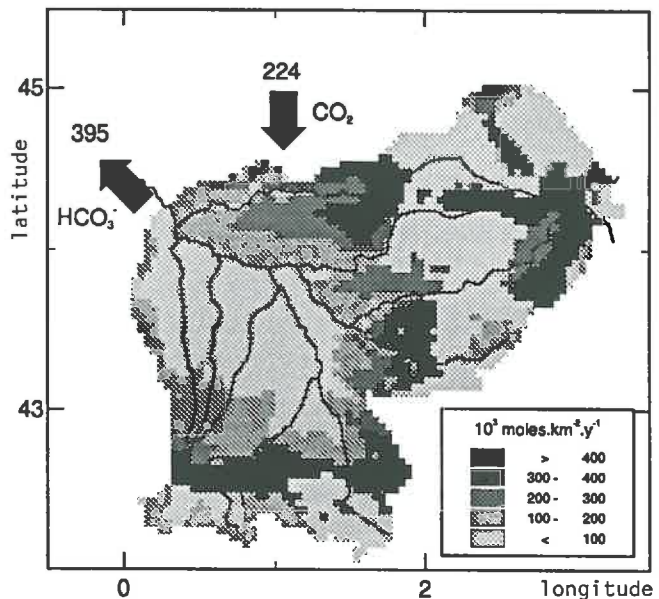 45
224
CO₂
395
HCO₃⁻
latitude
43
10³ moles.km⁻².y⁻¹
> 400
300 - 400
200 - 300
100 - 200
< 100
0
2
longitude